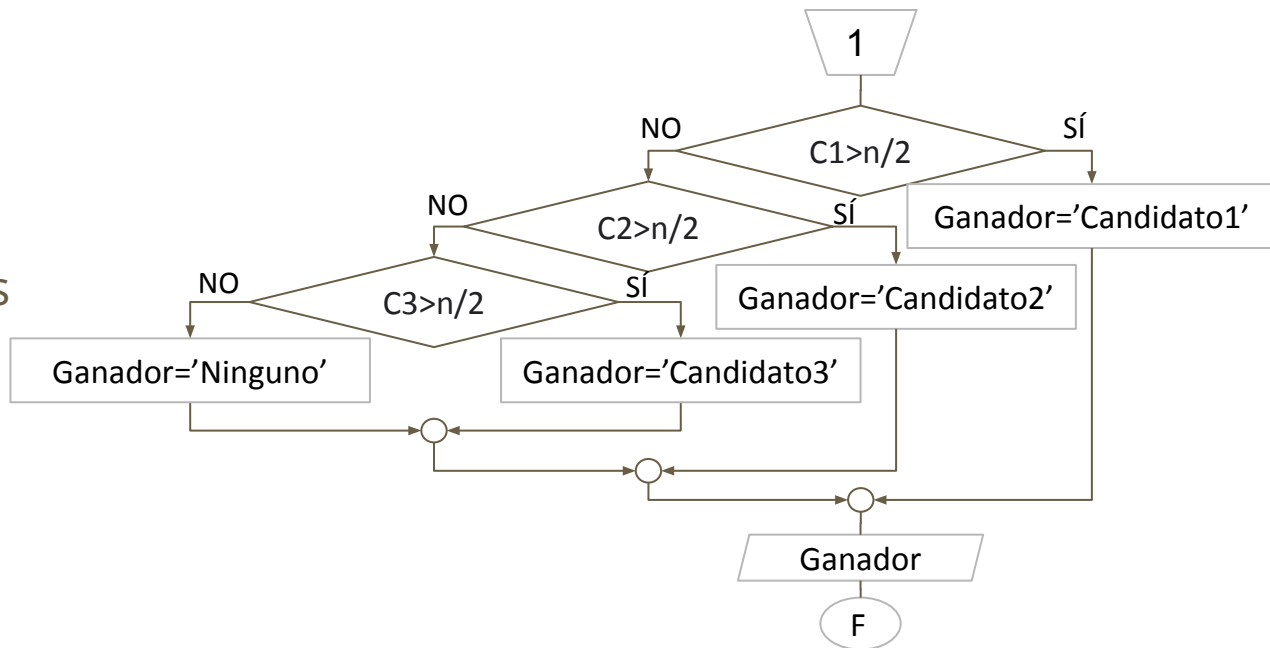 1
NO
SÍ
C1>n/2
NO
SÍ
Ganador='Candidato1’
C2>n/2
NO
SÍ
Ganador='Candidato2’
s
C3>n/2
Ganador=’Ninguno’
Ganador=’Candidato3’
Ganador
F